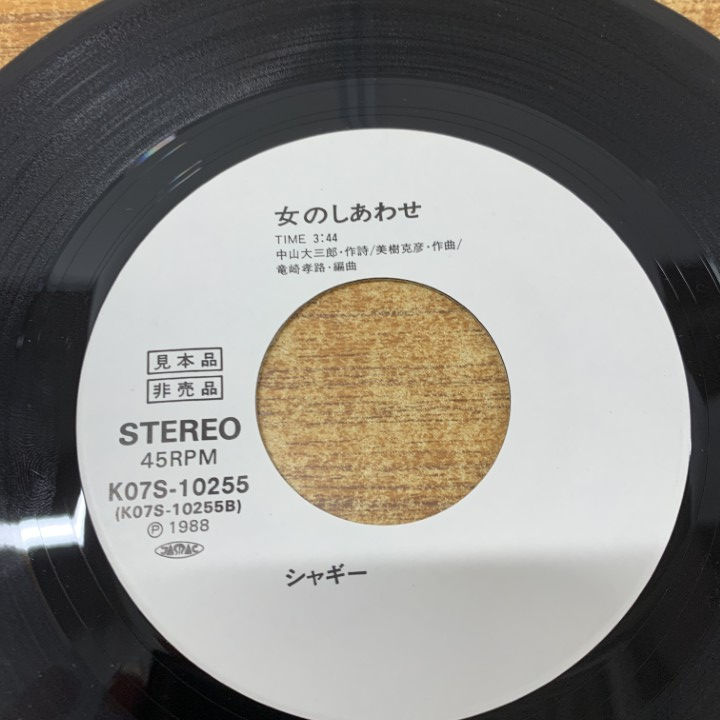 女のしあわせ
TIME 3:44
中山大三郎・作詩/美樹克彦・作曲/
竜崎孝路・編曲
見本品
非売品
STEREO
45RPM
K07S-10255
(K07S-10255B)
Ⓟ 1988
JASRAC
シャギー